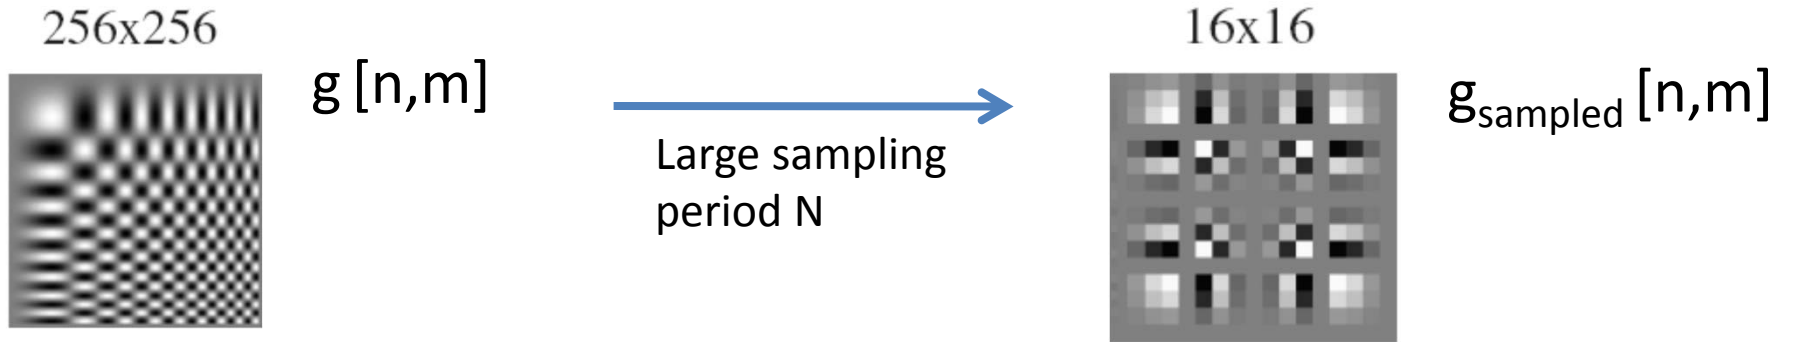 256x256
g [n,m]
Large sampling
period N
16x16
gsampled [n,m]